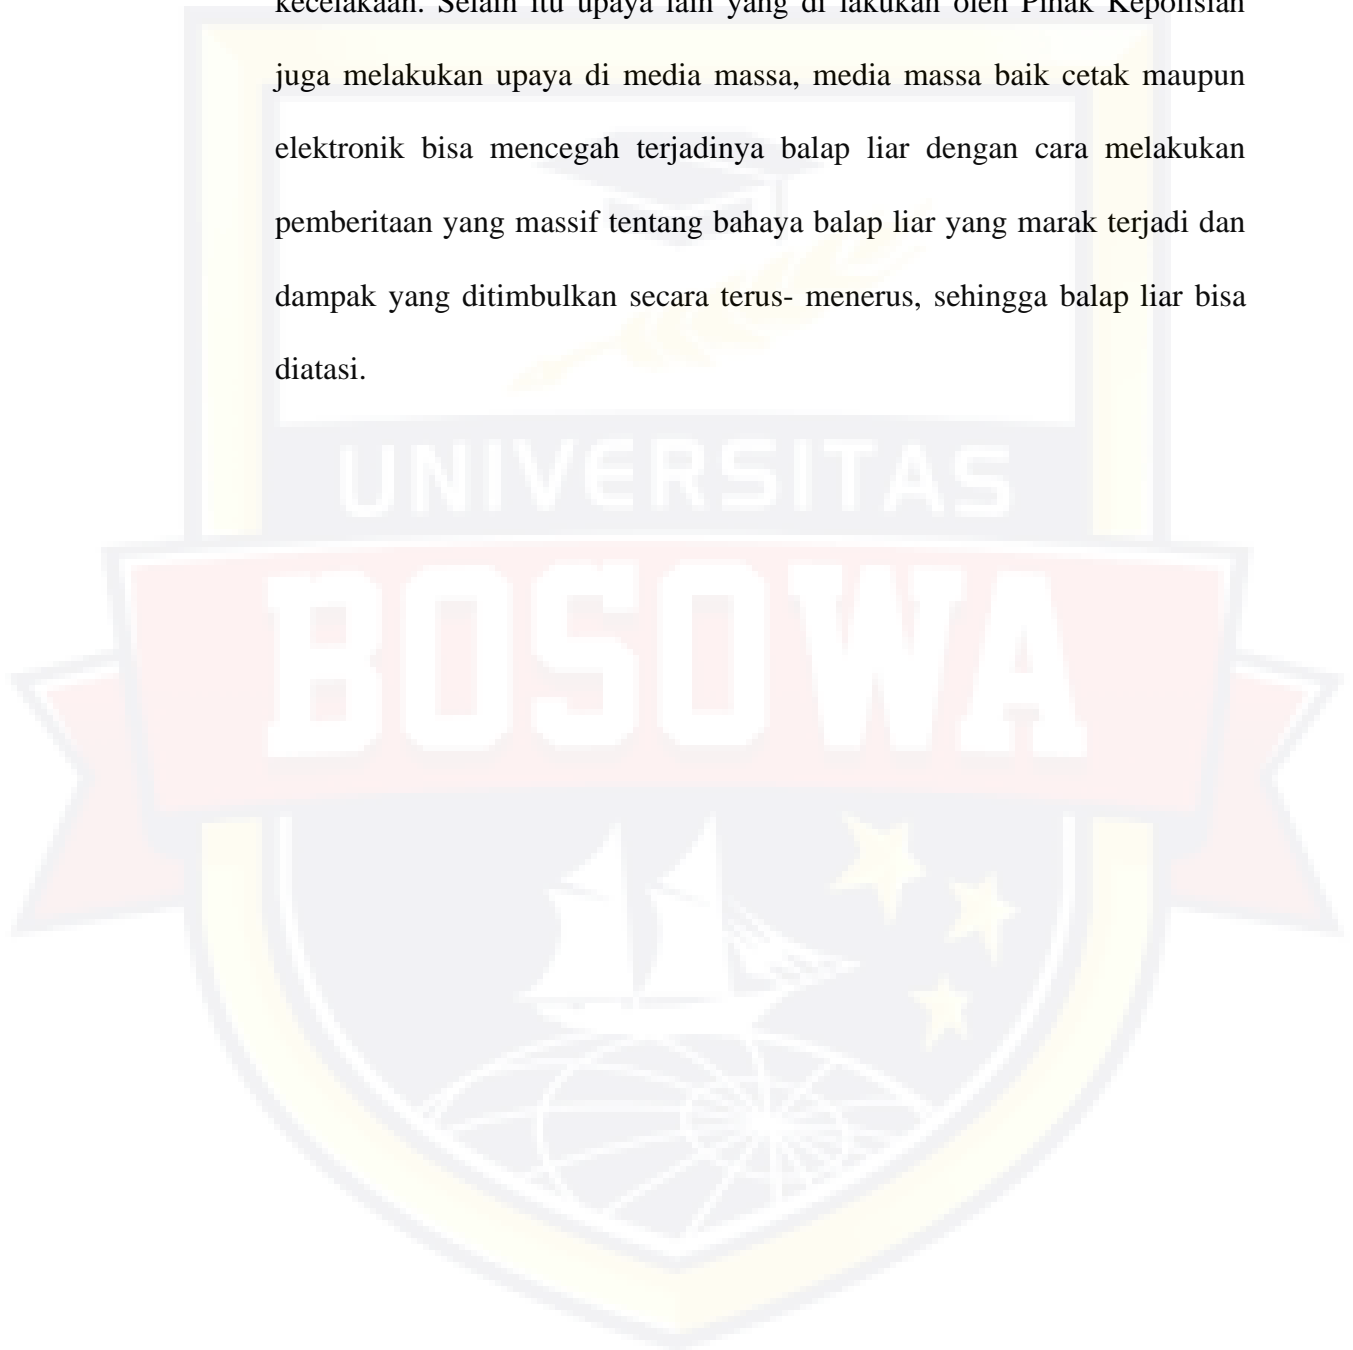 kecelakaan. Selain itu upaya lain yang di lakukan oleh Pihak Kepolisian
juga melakukan upaya di media massa, media massa baik cetak maupun
elektronik bisa mencegah terjadinya balap liar dengan cara melakukan
pemberitaan yang massif tentang bahaya balap liar yang marak terjadi dan
dampak yang ditimbulkan secara terus- menerus, sehingga balap liar bisa
diatasi.
UNIVERSITAS
BOSOWA